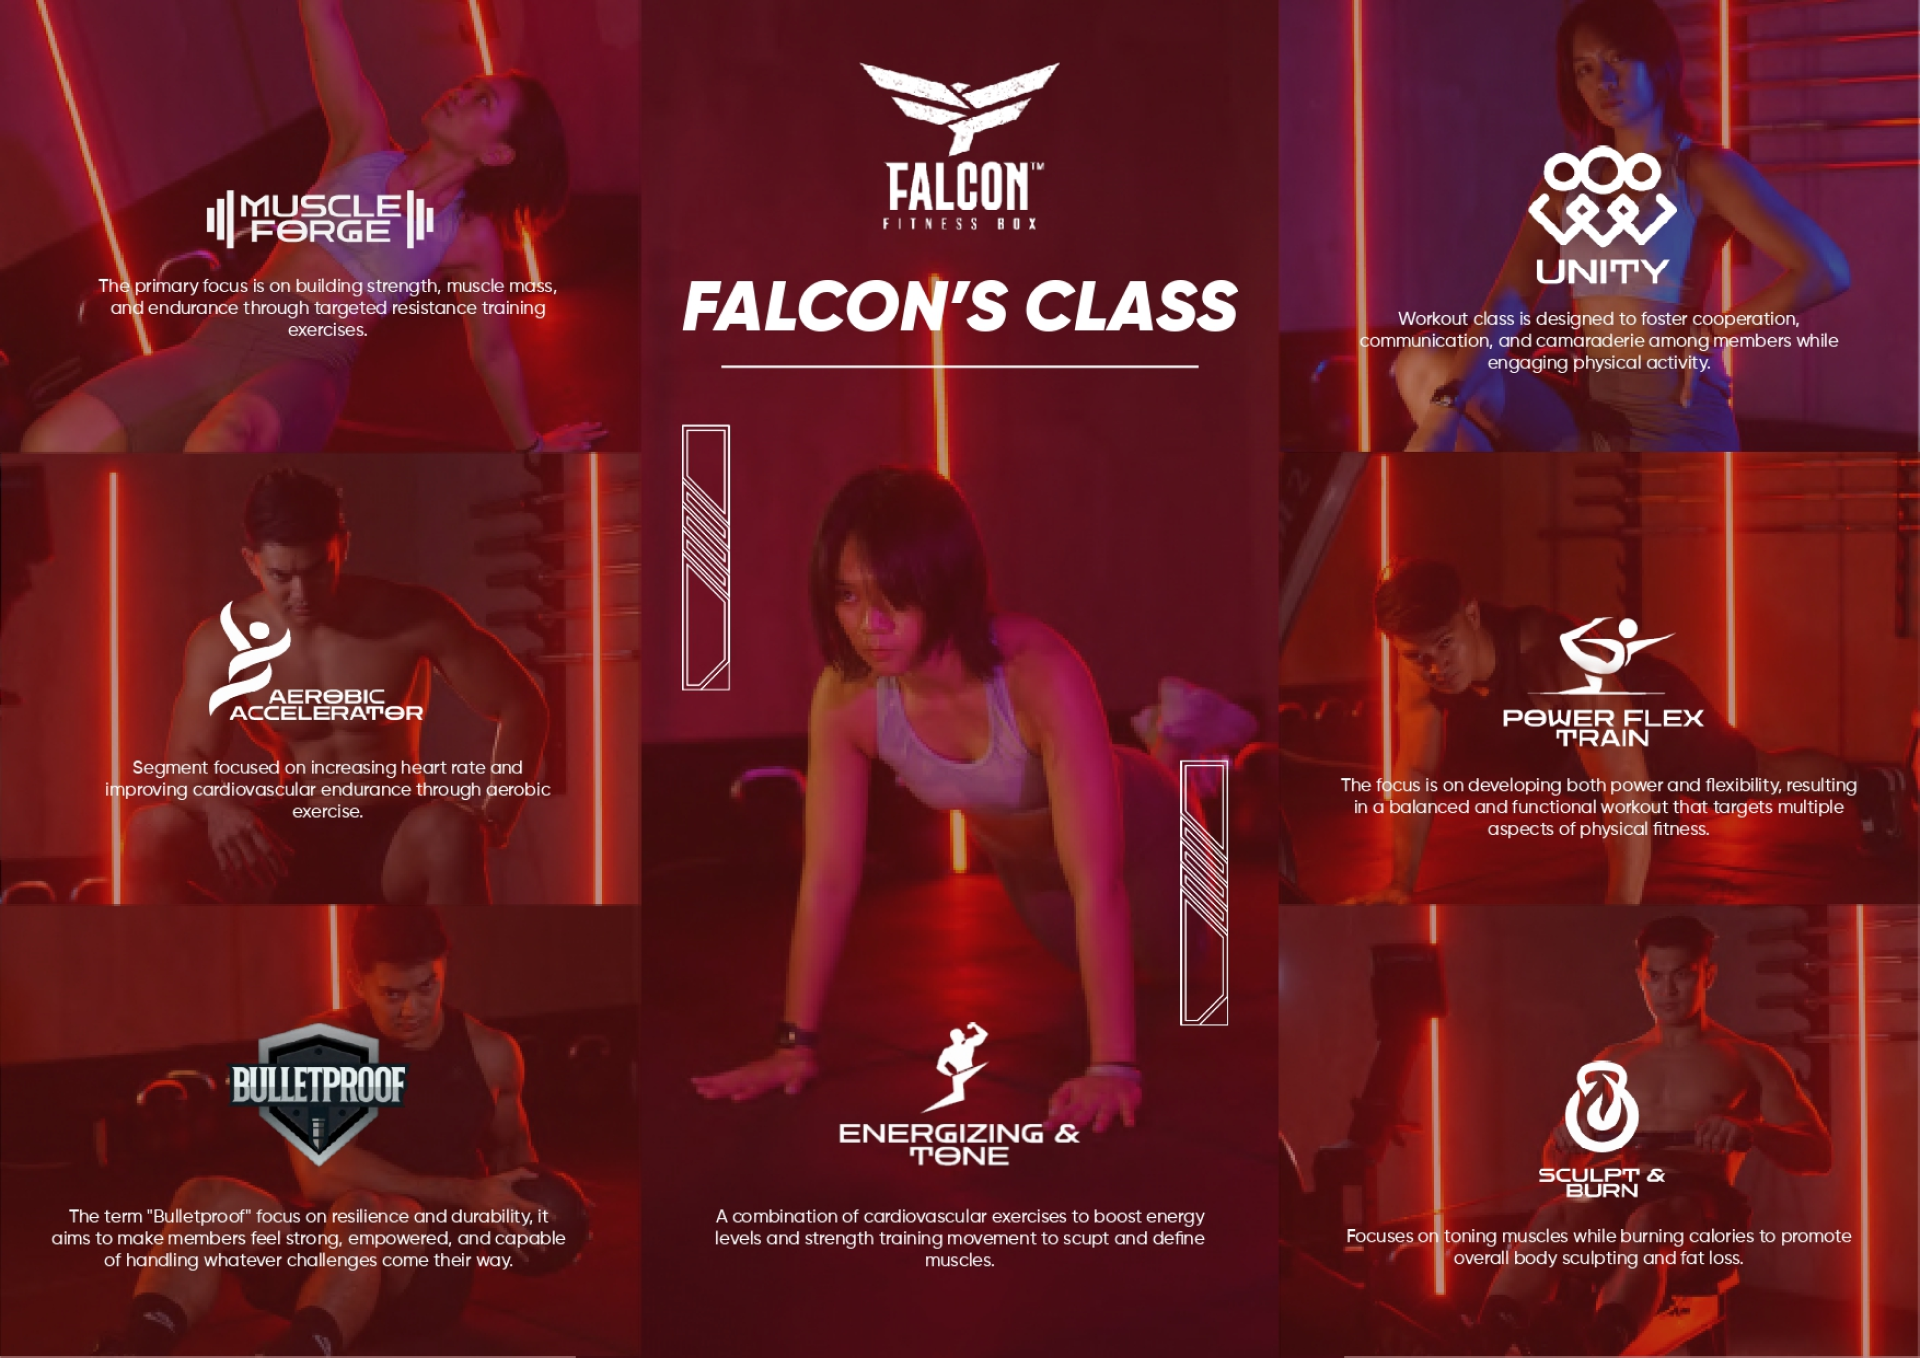 MUSCLE
FORGE
The primary focus is on building strength, muscle mass,
and endurance through targeted resistance training
exercises.
AEROBIC
ACCELERATOR
Segment focused on increasing heart rate and
improving cardiovascular endurance through aerobic
exercise.
BULLETPROOF
The term "Bulletproof" focus on resilience and durability, it
aims to make members feel strong, empowered, and capable
of handling whatever challenges come their way.
FALCON™
FITNESS BOX
FALCON'S CLASS
ENERGIZING &
TONE
A combination of cardiovascular exercises to boost energy
levels and strength training movement to scupt and define
muscles.
UNITY
Workout class is designed to foster cooperation,
communication, and camaraderie among members while
engaging physical activity.
POWER FLEX
TRAIN
The focus is on developing both power and flexibility, resulting
in a balanced and functional workout that targets multiple
aspects of physical fitness.
SCULPT &
BURN
Focuses on toning muscles while burning calories to promote
overall body sculpting and fat loss.